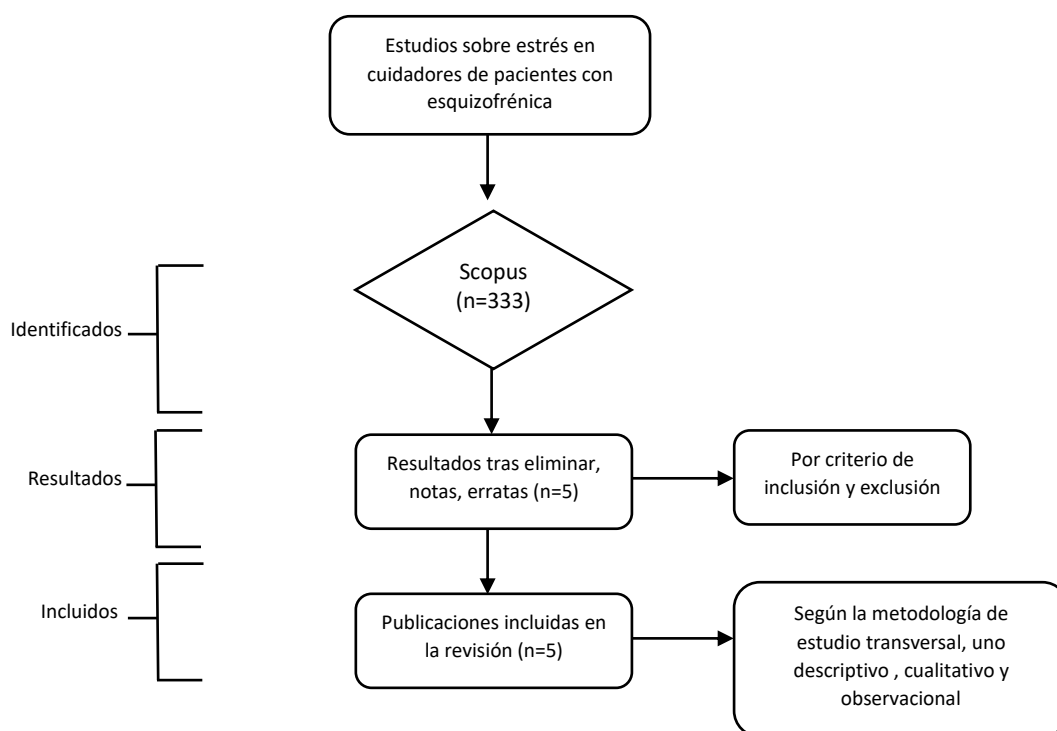 Estudios sobre estrés en
cuidadores de pacientes con
esquizofrénica
Scopus
(n=333)
Identificados
Resultados tras eliminar,
notas, erratas (n=5)
Por criterio de
inclusión y exclusión
Resultados
Publicaciones incluidas en
la revisión (n=5)
Según la metodología de
estudio transversal, uno
descriptivo , cualitativo y
observacional
Incluidos